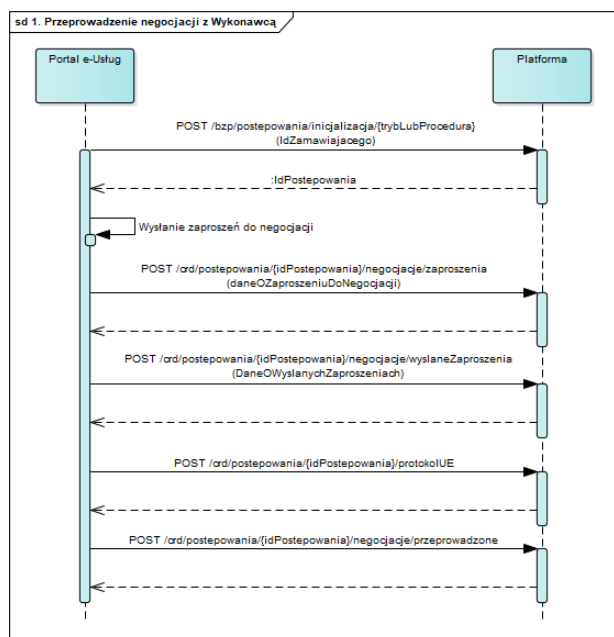 sd 1. Przeprowadzenie negocjacji z Wykonawcą
Portal e-Usług
Platforma
POST /bzp/postepowania/inicjalizacja/{trybLubProcedura}
(IdZamawiajacego)
:IdPostepowania
Wysłanie zaproszeń do negocjacji
POST /ord/postepowania/{idPostepowania}/negocjacje/zaproszenia
(daneOZaproszeniuDoNegocjacji)
POST /ord/postepowania/{idPostepowania}/negocjacje/wyslaneZaproszenia
(DaneOWyslanychZaproszeniach)
POST /ord/postepowania/{idPostepowania}/protokolUE
POST /ord/postepowania/{idPostepowania}/negocjacje/przeprowadzone